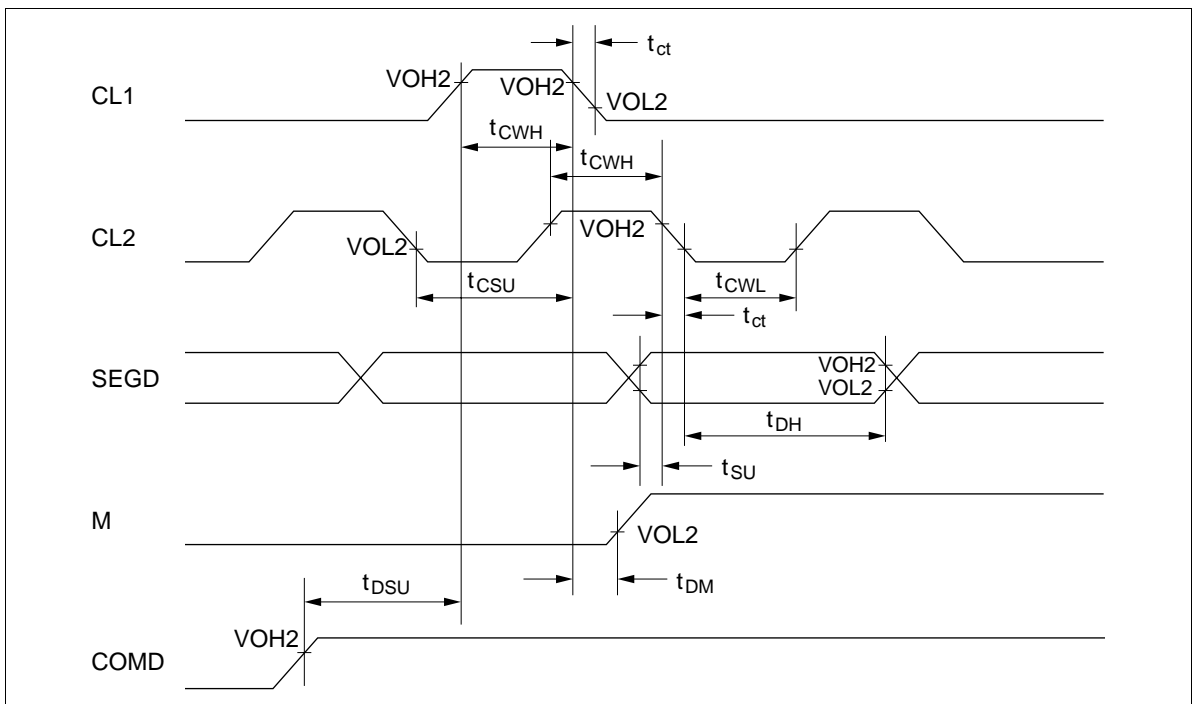 t_ct
VOH2 VOH2
CL1
VOL2
t_CWH
t_CWH
VOH2
CL2
VOL2
t_CSU
t_CWL
t_ct
VOH2
SEGD
VOL2
t_DH
t_SU
M
VOL2
t_DSU
t_DM
VOH2
COMD